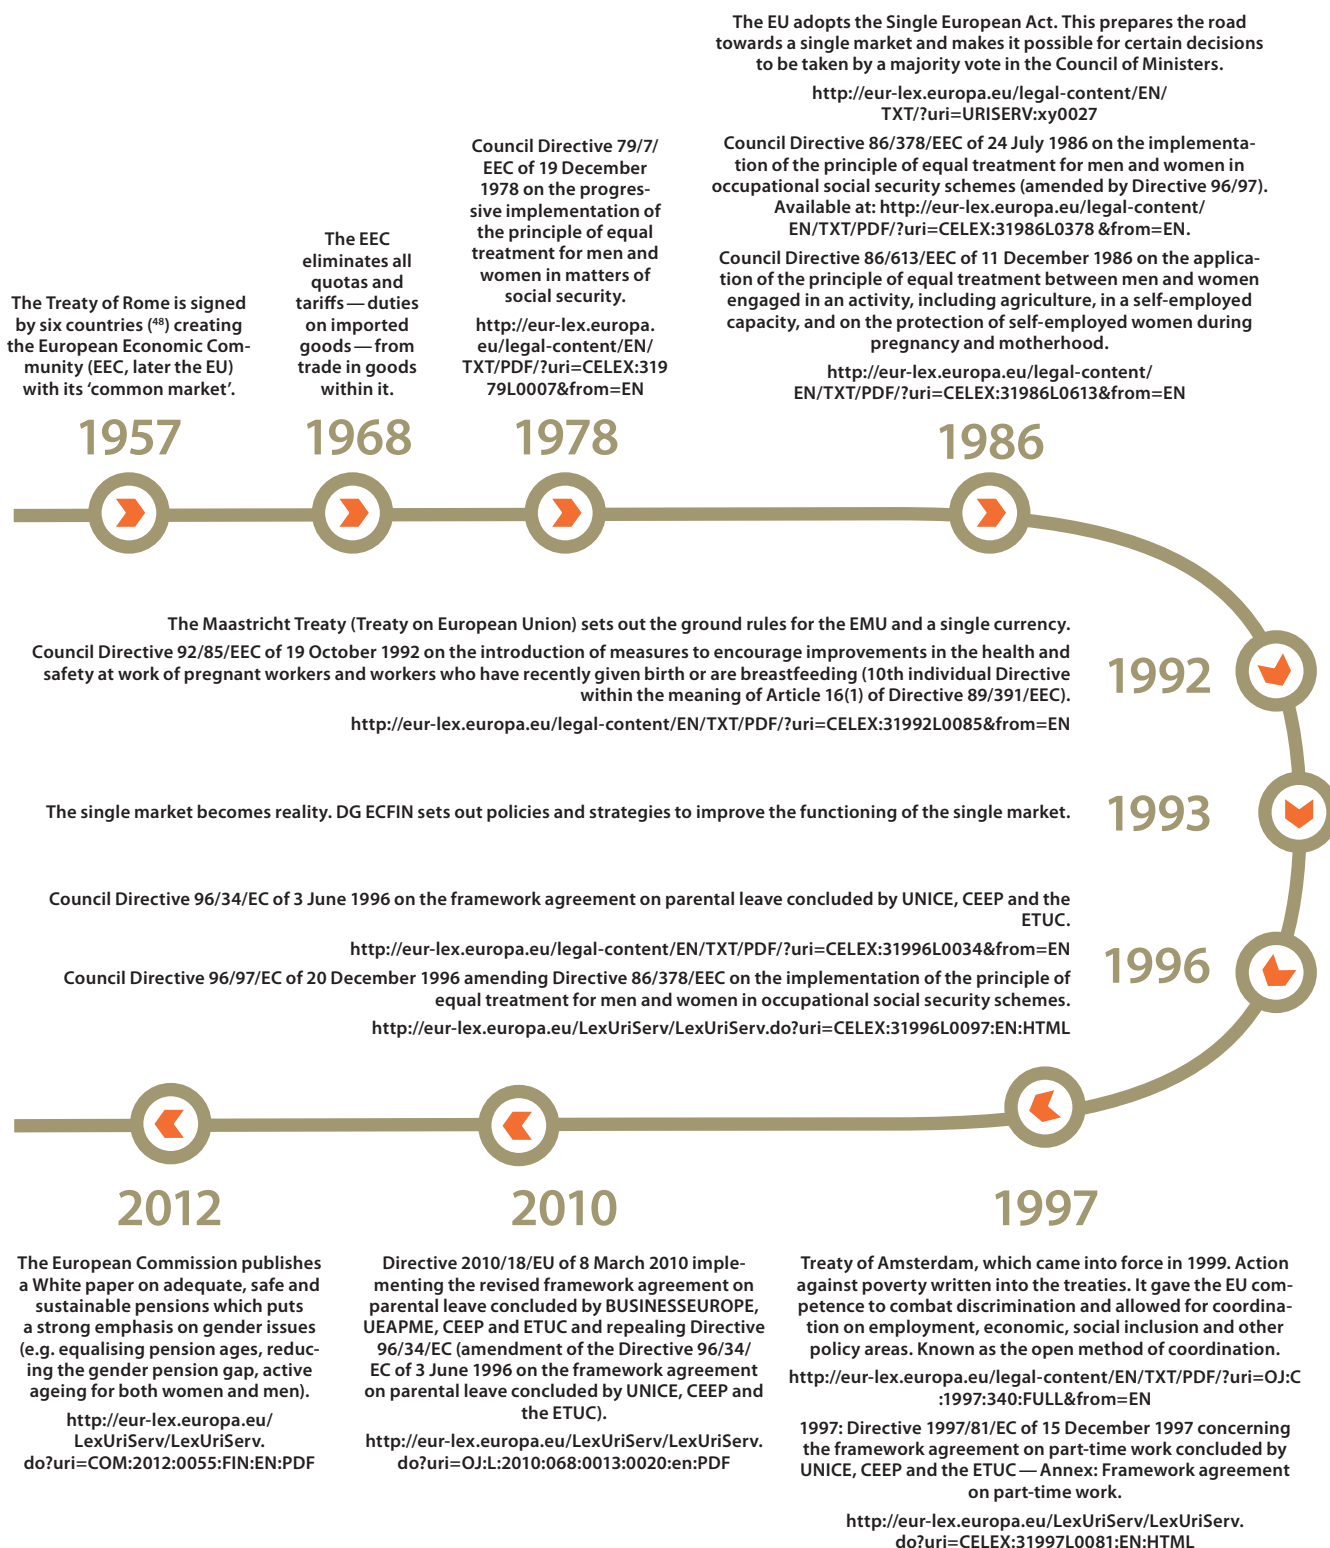 The Treaty of Rome is signed
by six countries (48) creating
the European Economic Com-
munity (EEC, later the EU)
with its ‘common market’.
1957
The EEC
eliminates all
quotas and
tariffs — duties
on imported
goods — from
trade in goods
within it.
1968
Council Directive 79/7/
EEC of 19 December
1978 on the progres-
sive implementation of
the principle of equal
treatment for men and
women in matters of
social security.
http://eur-lex.europa.
eu/legal-content/EN/
TXT/PDF/?uri=CELEX:319
79L0007&from=EN
1978
The EU adopts the Single European Act. This prepares the road
towards a single market and makes it possible for certain decisions
to be taken by a majority vote in the Council of Ministers.
http://eur-lex.europa.eu/legal-content/EN/
TXT/?uri=URISERV:xy0027
Council Directive 86/378/EEC of 24 July 1986 on the implementa-
tion of the principle of equal treatment for men and women in
occupational social security schemes (amended by Directive 96/97).
Available at: http://eur-lex.europa.eu/legal-content/
EN/TXT/PDF/?uri=CELEX:31986L0378 &from=EN.
Council Directive 86/613/EEC of 11 December 1986 on the applica-
tion of the principle of equal treatment between men and women
engaged in an activity, including agriculture, in a self-employed
capacity, and on the protection of self-employed women during
pregnancy and motherhood.
http://eur-lex.europa.eu/legal-content/
EN/TXT/PDF/?uri=CELEX:31986L0613&from=EN
1986
The Maastricht Treaty (Treaty on European Union) sets out the ground rules for the EMU and a single currency.
Council Directive 92/85/EEC of 19 October 1992 on the introduction of measures to encourage improvements in the health and
safety at work of pregnant workers and workers who have recently given birth or are breastfeeding (10th individual Directive
within the meaning of Article 16(1) of Directive 89/391/EEC).
http://eur-lex.europa.eu/legal-content/EN/TXT/PDF/?uri=CELEX:31992L0085&from=EN
1992
The single market becomes reality. DG ECFIN sets out policies and strategies to improve the functioning of the single market.
1993
Council Directive 96/34/EC of 3 June 1996 on the framework agreement on parental leave concluded by UNICE, CEEP and the
ETUC.
http://eur-lex.europa.eu/legal-content/EN/TXT/PDF/?uri=CELEX:31996L0034&from=EN
Council Directive 96/97/EC of 20 December 1996 amending Directive 86/378/EEC on the implementation of the principle of
equal treatment for men and women in occupational social security schemes.
http://eur-lex.europa.eu/LexUriServ/LexUriServ.do?uri=CELEX:31996L0097:EN:HTML
1996
2012
The European Commission publishes
a White paper on adequate, safe and
sustainable pensions which puts
a strong emphasis on gender issues
(e.g. equalising pension ages, reduc-
ing the gender pension gap, active
ageing for both women and men).
http://eur-lex.europa.eu/
LexUriServ/LexUriServ.
do?uri=COM:2012:0055:FIN:EN:PDF
2010
Directive 2010/18/EU of 8 March 2010 imple-
menting the revised framework agreement on
parental leave concluded by BUSINESSEUROPE,
UEAPME, CEEP and ETUC and repealing Directive
96/34/EC (amendment of the Directive 96/34/
EC of 3 June 1996 on the framework agreement
on parental leave concluded by UNICE, CEEP and
the ETUC).
http://eur-lex.europa.eu/LexUriServ/LexUriServ.
do?uri=OJ:L:2010:068:0013:0020:en:PDF
1997
Treaty of Amsterdam, which came into force in 1999. Action
against poverty written into the treaties. It gave the EU com-
petence to combat discrimination and allowed for coordina-
tion on employment, economic, social inclusion and other
policy areas. Known as the open method of coordination.
http://eur-lex.europa.eu/legal-content/EN/TXT/PDF/?uri=OJ:C
:1997:340:FULL&from=EN
1997: Directive 1997/81/EC of 15 December 1997 concerning
the framework agreement on part-time work concluded by
UNICE, CEEP and the ETUC — Annex: Framework agreement
on part-time work.
http://eur-lex.europa.eu/LexUriServ/LexUriServ.
do?uri=CELEX:31997L0081:EN:HTML